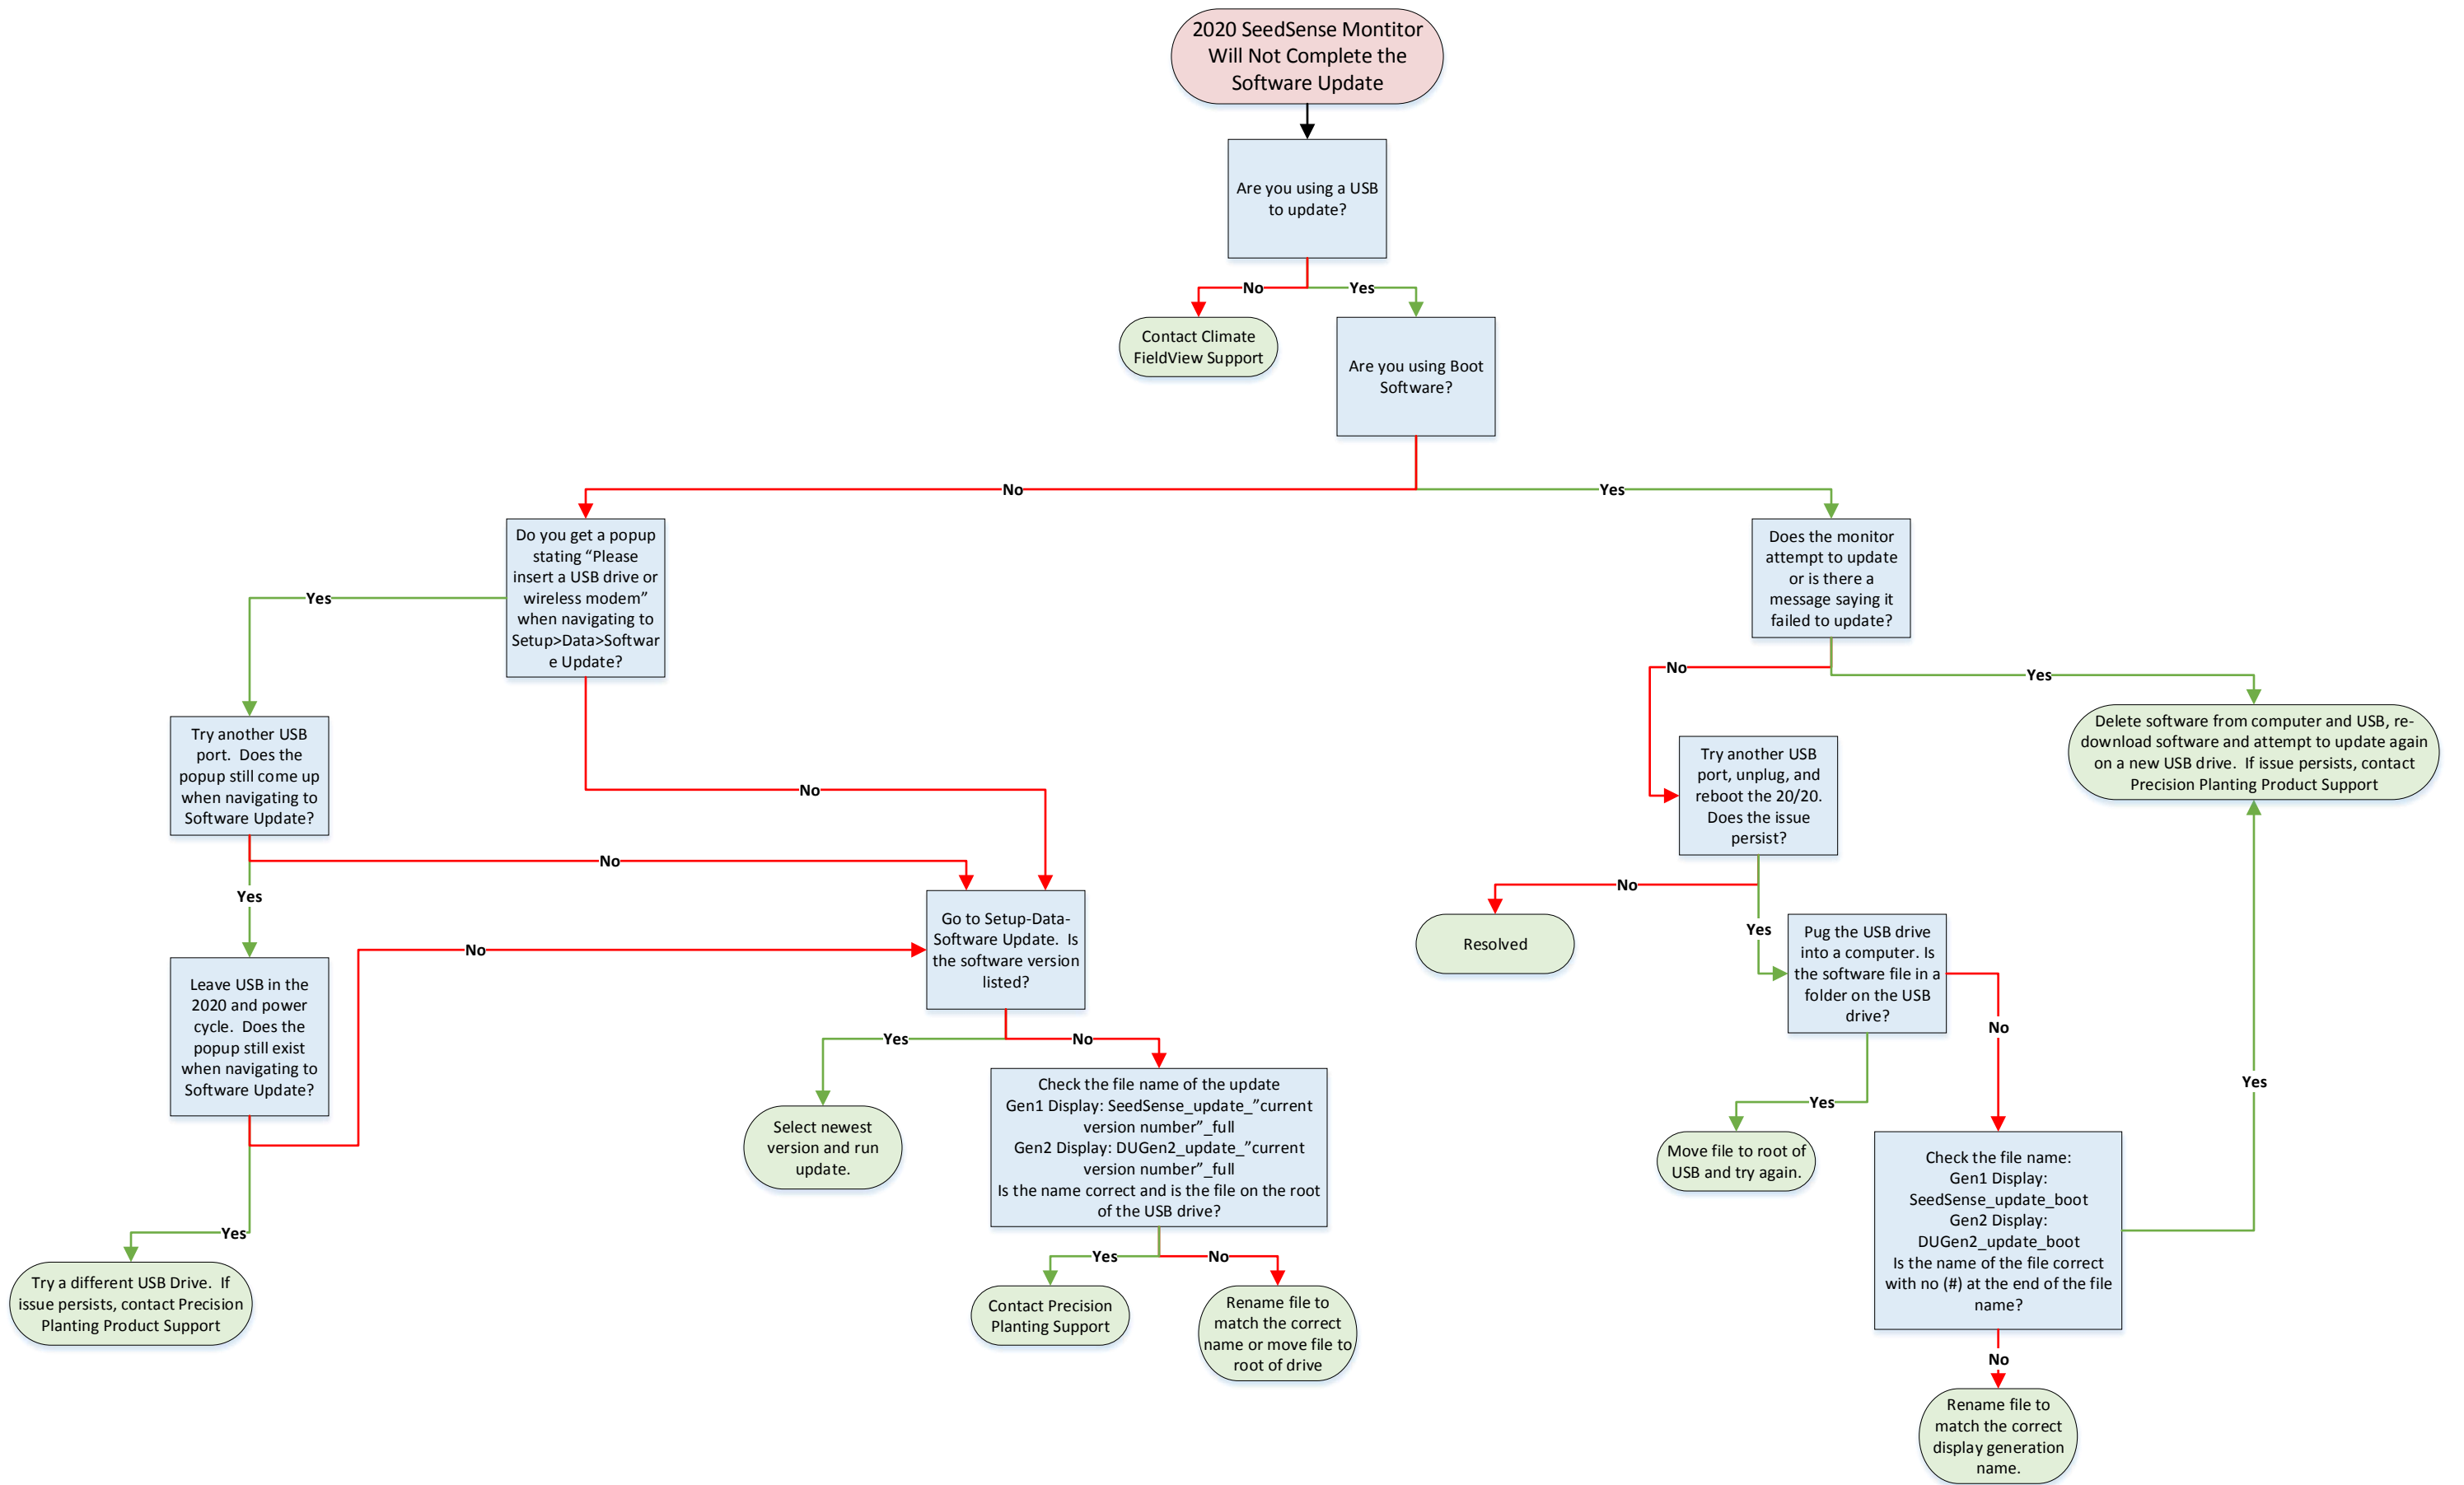 2020 SeedSense Montitor
Will Not Complete the
Software Update
Are you using a USB
to update?
No
Yes
Contact Climate
FieldView Support
Are you using Boot
Software?
No
Yes
Do you get a popup
stating “Please
insert a USB drive or
wireless modem”
when navigating to
Setup>Data>Softwar
e Update?
Does the monitor
attempt to update
or is there a
message saying it
failed to update?
Yes
No
No
Yes
Try another USB
port.  Does the
popup still come up
when navigating to
Software Update?
Try another USB
port, unplug, and
reboot the 20/20.
Does the issue
persist?
Delete software from computer and USB, re-
download software and attempt to update again
on a new USB drive.  If issue persists, contact
Precision Planting Product Support
No
Yes
No
Yes
Go to Setup-Data-
Software Update.  Is
the software version
listed?
Resolved
Pug the USB drive
into a computer. Is
the software file in a
folder on the USB
drive?
No
Leave USB in the
2020 and power
cycle.  Does the
popup still exist
when navigating to
Software Update?
Yes
No
No
Yes
Yes
Select newest
version and run
update.
Check the file name of the update
Gen1 Display: SeedSense_update_”current
version number”_full
Gen2 Display: DUGen2_update_”current
version number”_full
Is the name correct and is the file on the root
of the USB drive?
Move file to root of
USB and try again.
Check the file name:
Gen1 Display:
SeedSense_update_boot
Gen2 Display:
DUGen2_update_boot
Is the name of the file correct
with no (#) at the end of the file
name?
Yes
Yes
No
Try a different USB Drive.  If
issue persists, contact Precision
Planting Product Support
Contact Precision
Planting Support
Rename file to
match the correct
name or move file to
root of drive
No
Rename file to
match the correct
display generation
name.